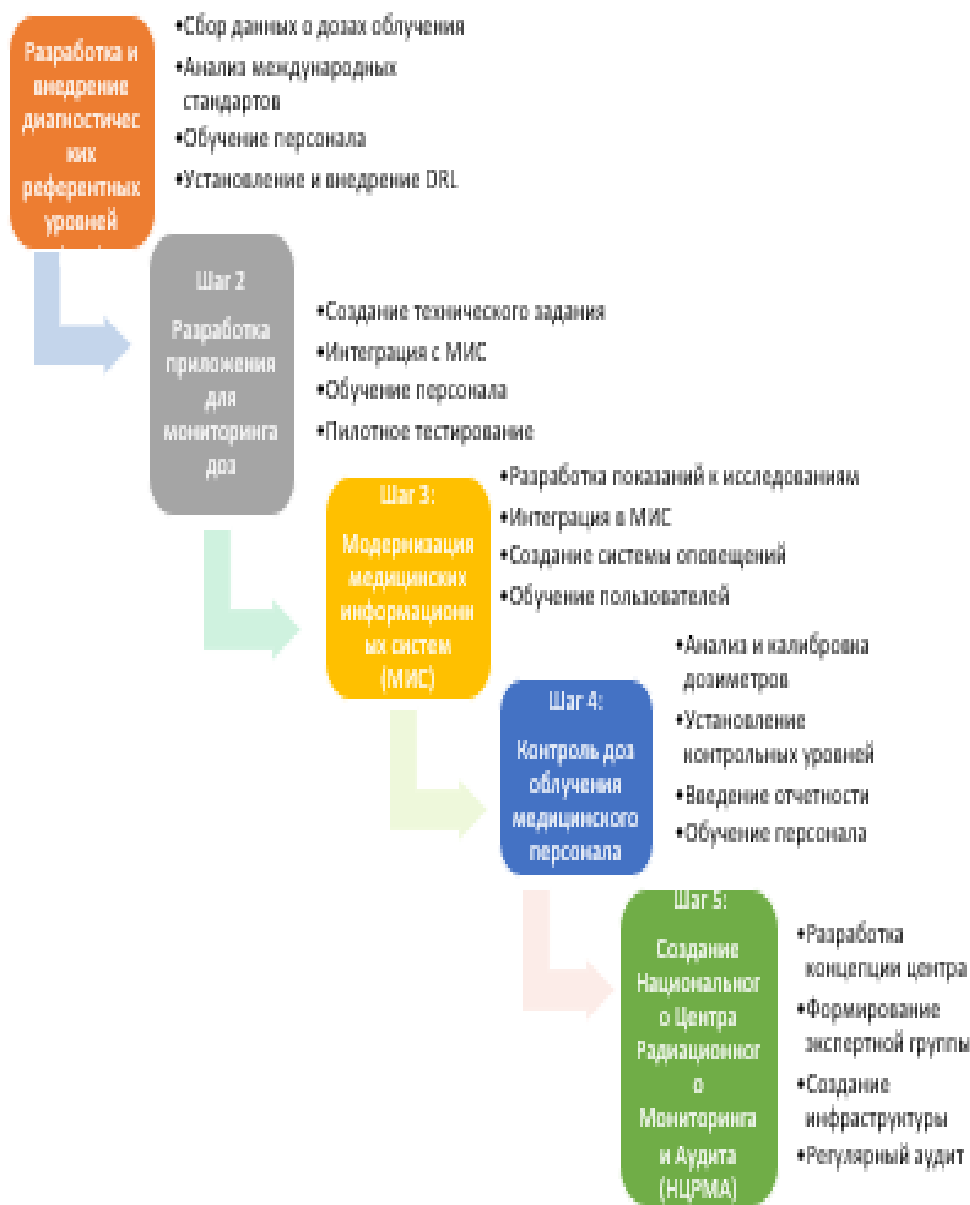 Разработка и
внедрение
диагностичес
ких
референтных
уровней
•Сбор данных о дозах облучения
•Анализ международных
стандартов
•Обучение персонала
•Установление и внедрение DRL
Шаг 2
Разработка
приложения
для
мониторинга
доз
•Создание технического задания
•Интеграция с МИС
•Обучение персонала
•Пилотное тестирование
Шаг 3:
Модернизация
медицинских
информационн
ых систем
(МИС)
•Разработка показаний к исследованиям
•Интеграция в МИС
•Создание системы оповещений
•Обучение пользователей
Шаг 4:
Контроль доз
облучения
медицинского
персонала
•Анализ и калибровка
дозиметров
•Установление
контрольных уровней
•Введение отчетности
•Обучение персонала
Шаг 5:
Создание
Национальног
о Центра
Радиационног
о
Мониторинга
и Аудита
(НЦРМА)
•Разработка
концепции центра
•Формирование
экспертной группы
•Создание
инфраструктуры
•Регулярный аудит